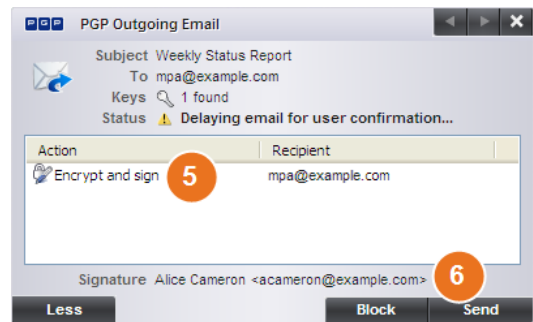 PGP PGP Outgoing Email
Subject Weekly Status Report
To mpa@example.com
Keys 1 found
Status Delaying email for user confirmation...
Action Recipient
Encrypt and sign 5 mpa@example.com
Signature Alice Cameron <acameron@example.com> 6
Less Block Send